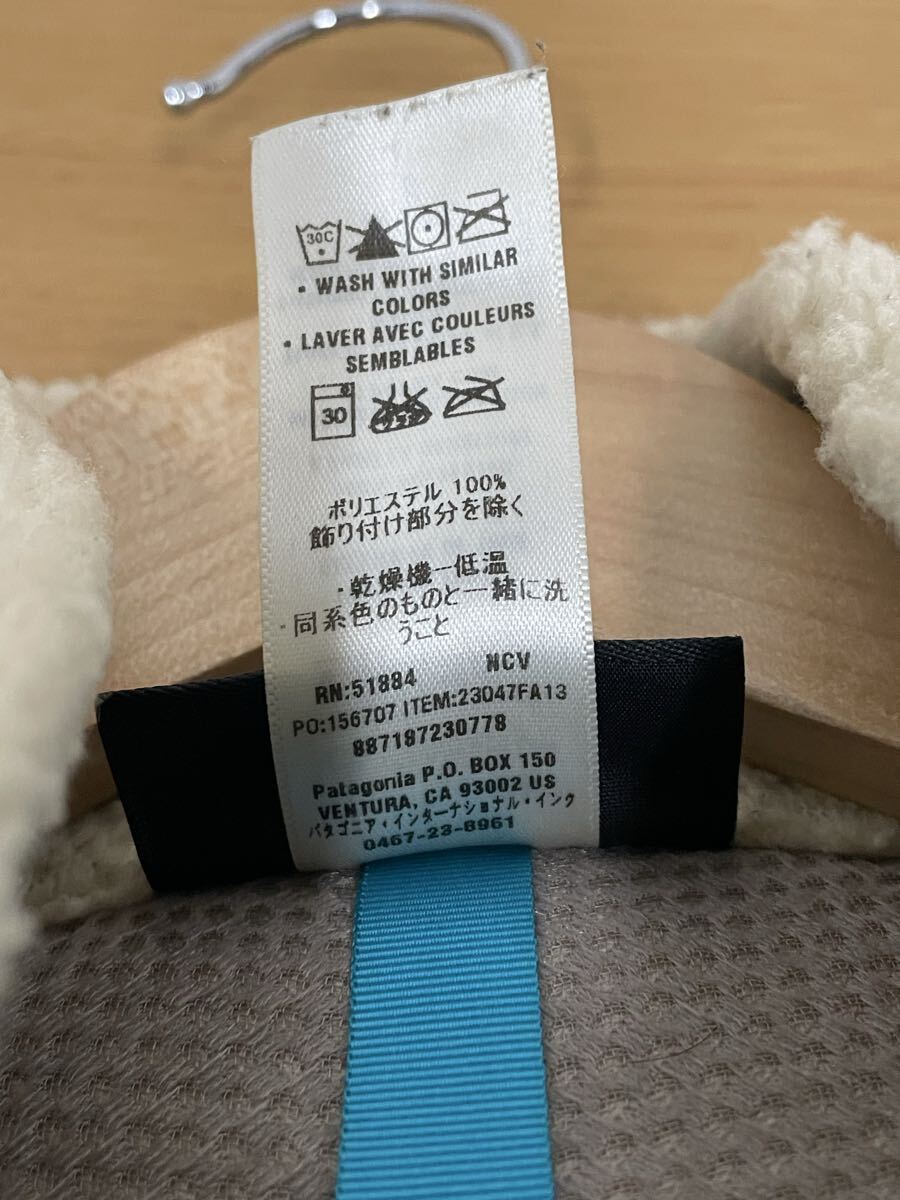 30C
• WASH WITH SIMILAR
COLORS
• LAVER AVEC COULEURS
SEMBLABLES
30
ポリエステル 100%
飾り付け部分を除く
・乾燥機ー低温
・同系色のものと一緒に洗
うこと
RN:51884 NCV
PO:156707 ITEM:23047FA13
887187230778
Patagonia P.O. BOX 150
VENTURA, CA 93002 US
パタゴニア・インターナショナル・インク
0467-23-8961